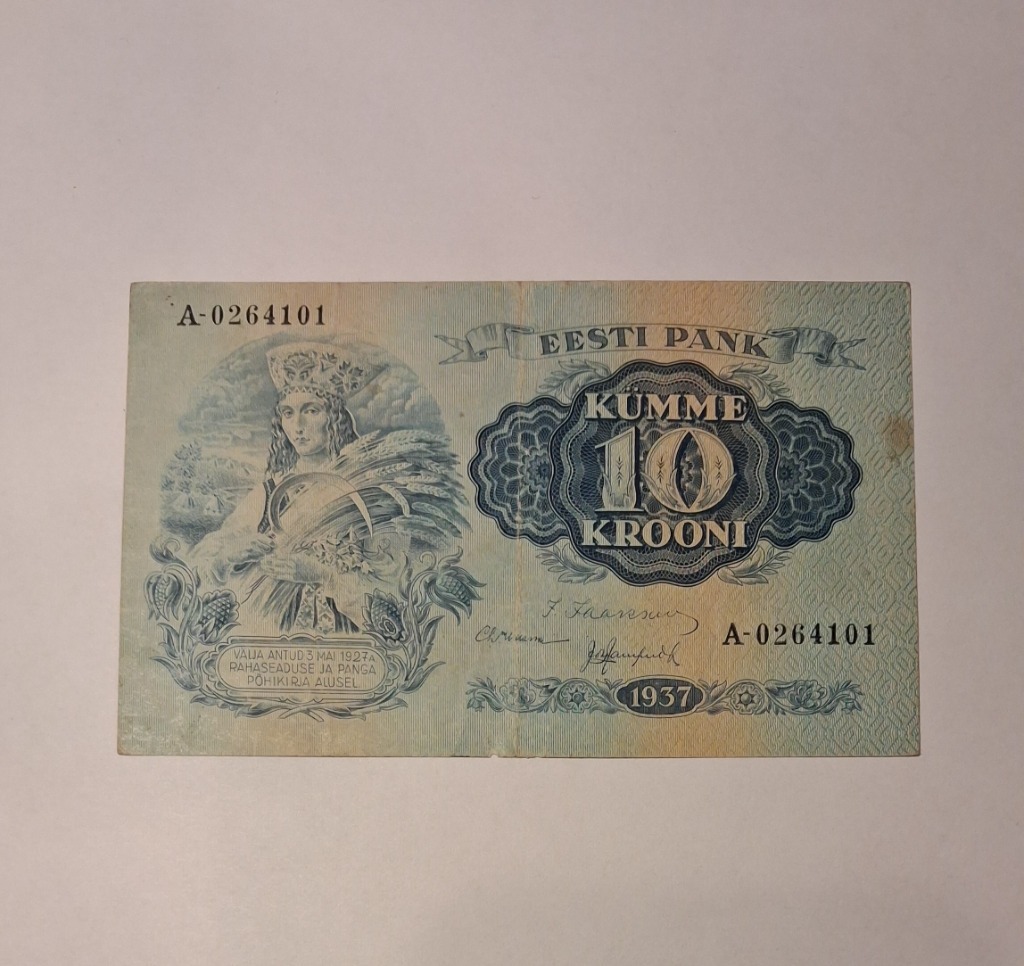 A-0264101
EESTI PANK
KÜMME
10
KROONI
A-0264101
VÄLJA ANTUD 3 MAI 1927 A
RAHASEADUSE JA PANGA
PÕHIKIRJA ALUSEL
1937